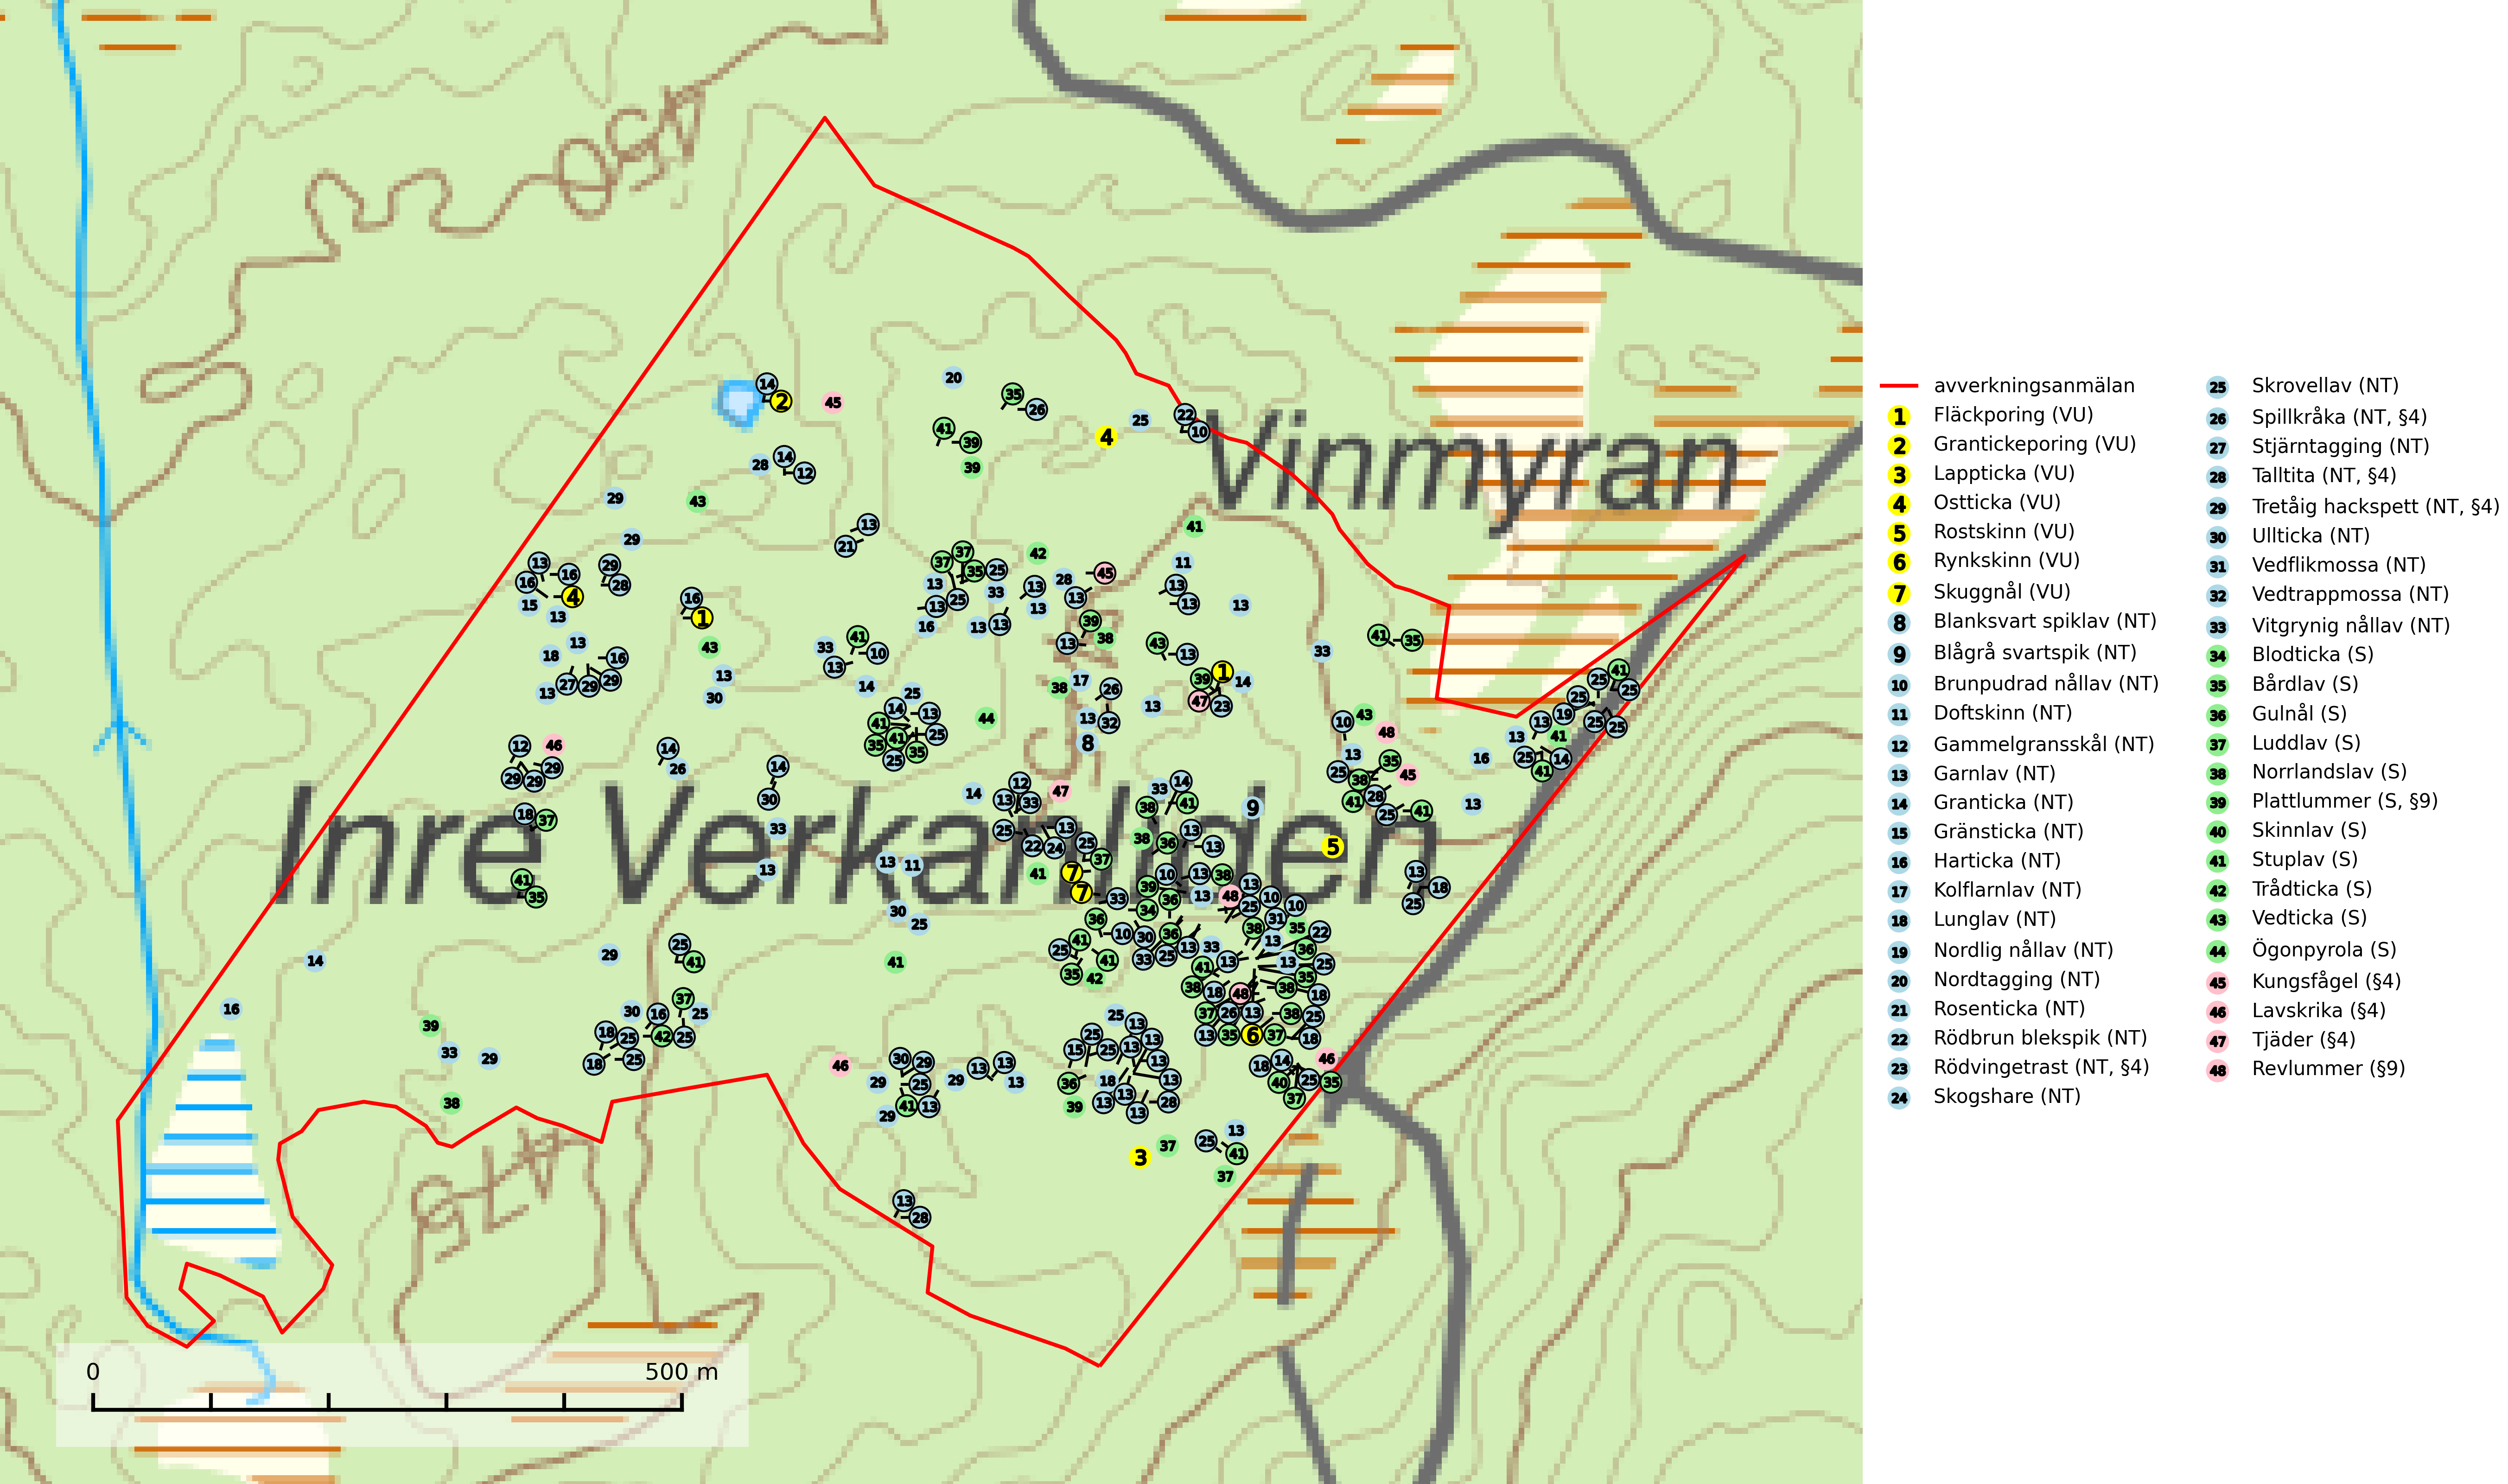 450
Vinmyran
Inre Verkanliden
475
0 500 m
avverkningsanmälan
1 Fläckporing (VU)
2 Grantickeporing (VU)
3 Lappticka (VU)
4 Ostticka (VU)
5 Rostskinn (VU)
6 Rynkskinn (VU)
7 Skuggnål (VU)
8 Blanksvart spiklav (NT)
9 Blågrå svartspik (NT)
10 Brunpudrad nållav (NT)
11 Doftskinn (NT)
12 Gammelgransskål (NT)
13 Garnlav (NT)
14 Granticka (NT)
15 Gränsticka (NT)
16 Harticka (NT)
17 Kolflarnlav (NT)
18 Lunglav (NT)
19 Nordlig nållav (NT)
20 Nordtagging (NT)
21 Rosenticka (NT)
22 Rödbrun blekspik (NT)
23 Rödvingetrast (NT, §4)
24 Skogshare (NT)
25 Skrovellav (NT)
26 Spillkråka (NT, §4)
27 Stjärntagging (NT)
28 Talltita (NT, §4)
29 Tretåig hackspett (NT, §4)
30 Ullticka (NT)
31 Vedflikmossa (NT)
32 Vedtrappmossa (NT)
33 Vitgrynig nållav (NT)
34 Blodticka (S)
35 Bårdlav (S)
36 Gulnål (S)
37 Luddlav (S)
38 Norrlandslav (S)
39 Plattlummer (S, §9)
40 Skinnlav (S)
41 Stuplav (S)
42 Trådticka (S)
43 Vedticka (S)
44 Ögonpyrola (S)
45 Kungsfågel (§4)
46 Lavskrika (§4)
47 Tjäder (§4)
48 Revlummer (§9)